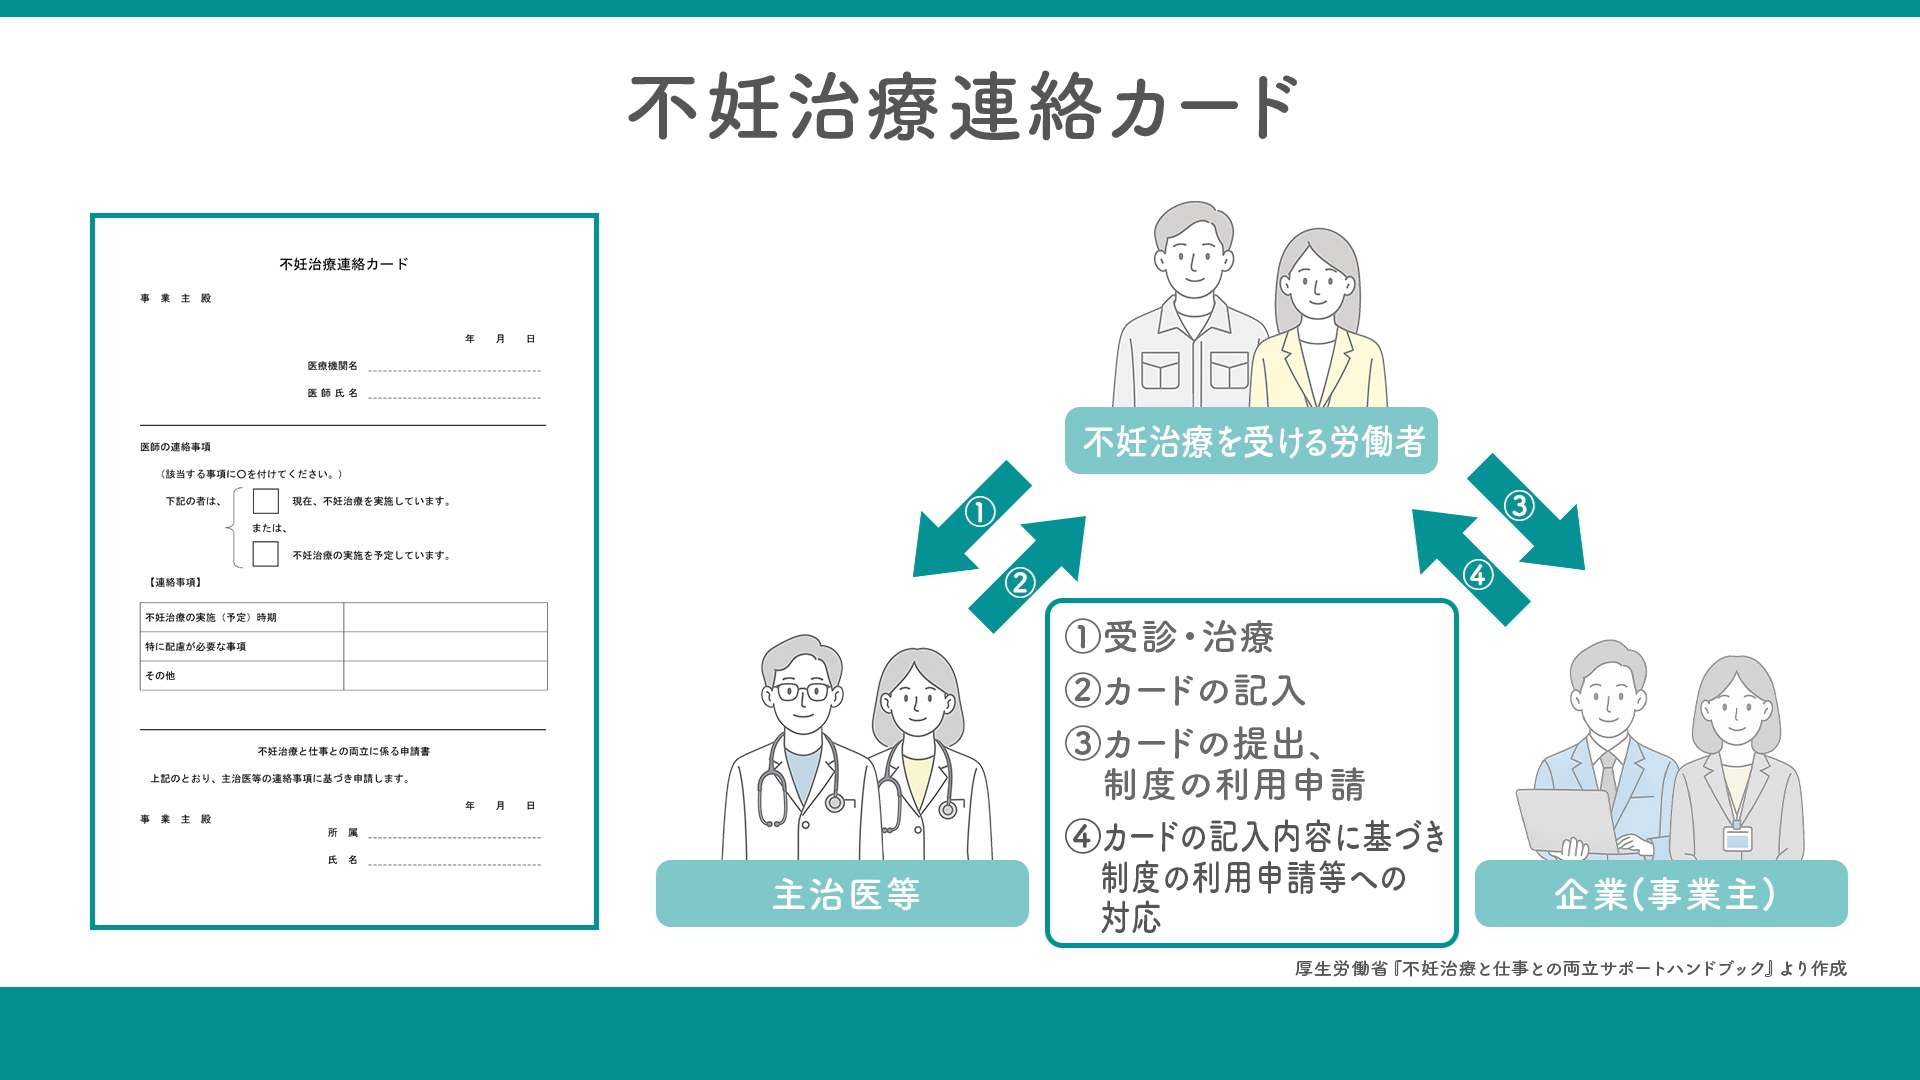 不妊治療連絡カード
不妊治療連絡カード
事 業 主 殿
年 月 日
医療機関名
医師氏名
医師の連絡事項
（該当する事項に〇を付けてください。）
下記の者は、
現在、不妊治療を実施しています。
または、
不妊治療の実施を予定しています。
【連絡事項】
不妊治療の実施（予定）時期
特に配慮が必要な事項
その他
不妊治療と仕事との両立に係る申請書
上記のとおり、主治医等の連絡事項に基づき申請します。
年 月 日
事 業 主 殿
所 属
氏 名
不妊治療を受ける労働者
①
②
③
④
主治医等
①受診・治療
②カードの記入
③カードの提出、
制度の利用申請
④カードの記入内容に基づき
制度の利用申請等への
対応
企業(事業主)
厚生労働省『不妊治療と仕事との両立サポートハンドブック』より作成